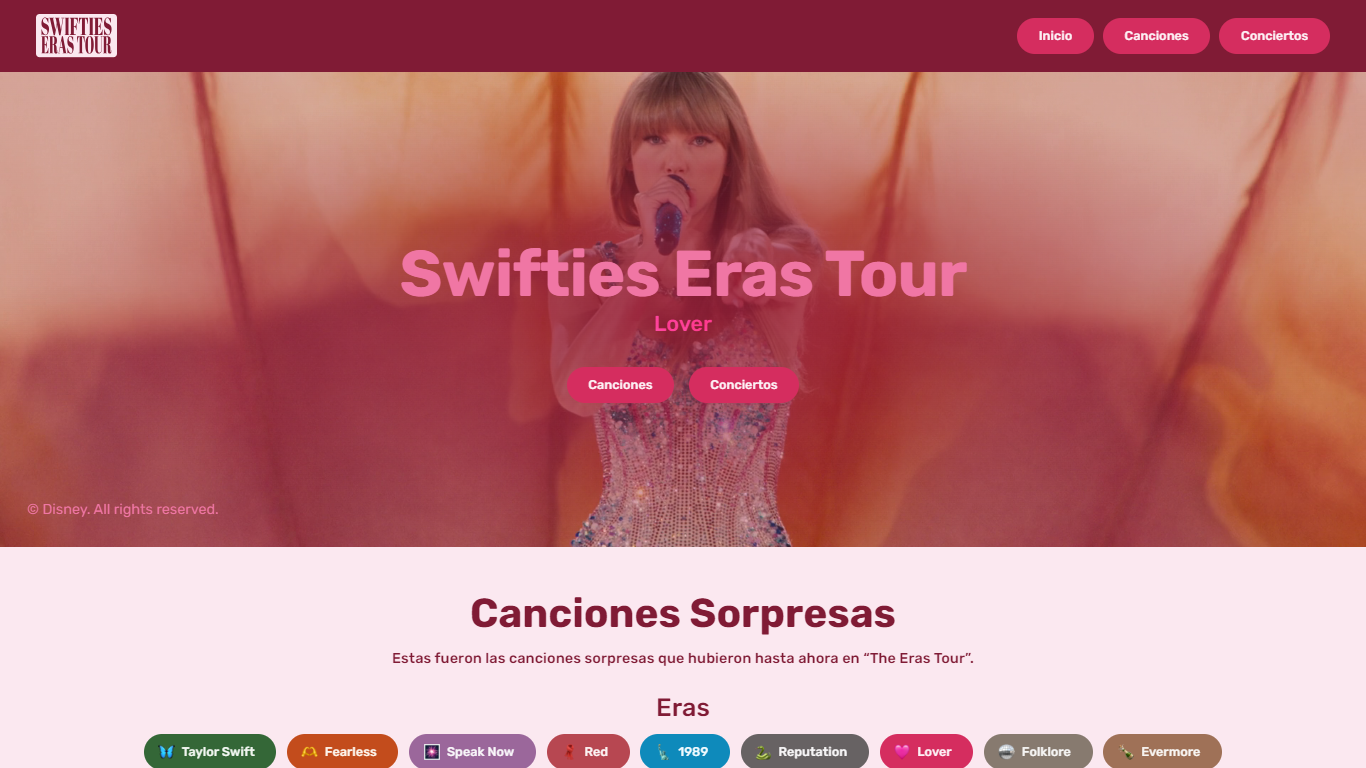 SWIFTIES
ERAS TOUR
Inicio
Canciones
Conciertos
Swifties Eras Tour
Lover
Canciones
Conciertos
© Disney. All rights reserved.
Canciones Sorpresas
Estas fueron las canciones sorpresas que hubieron hasta ahora en “The Eras Tour”.
Eras
Taylor Swift
Fearless
Speak Now
Red
1989
Reputation
Lover
Folklore
Evermore